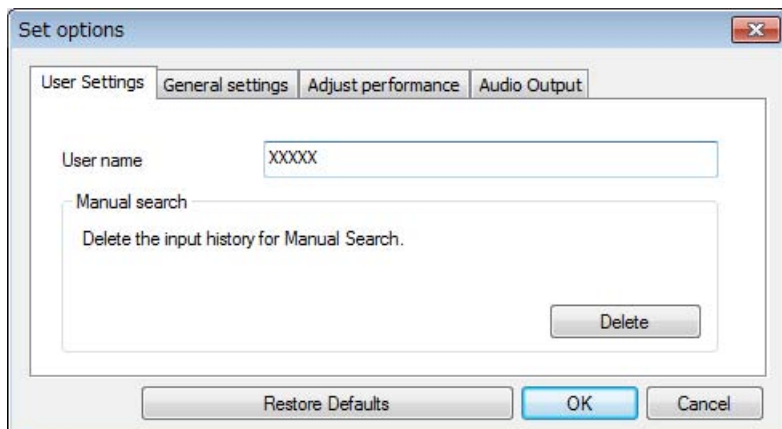 Set options
User Settings General settings Adjust performance Audio Output
User name XXXXX
Manual search
Delete the input history for Manual Search.
Delete
Restore Defaults OK Cancel